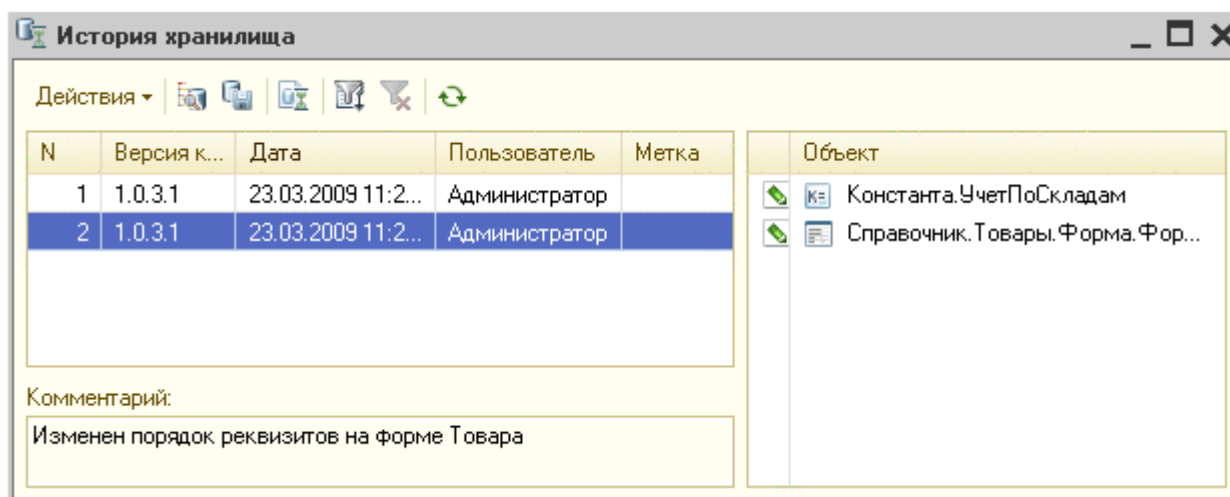 История хранилища
Действия
N Версия к... Дата Пользователь Метка
1 1.0.3.1 23.03.2009 11:2... Администратор
2 1.0.3.1 23.03.2009 11:2... Администратор
Комментарий:
Изменен порядок реквизитов на форме Товара
Объект
Константа.УчетПоСкладам
Справочник.Товары.Форма.Фор...